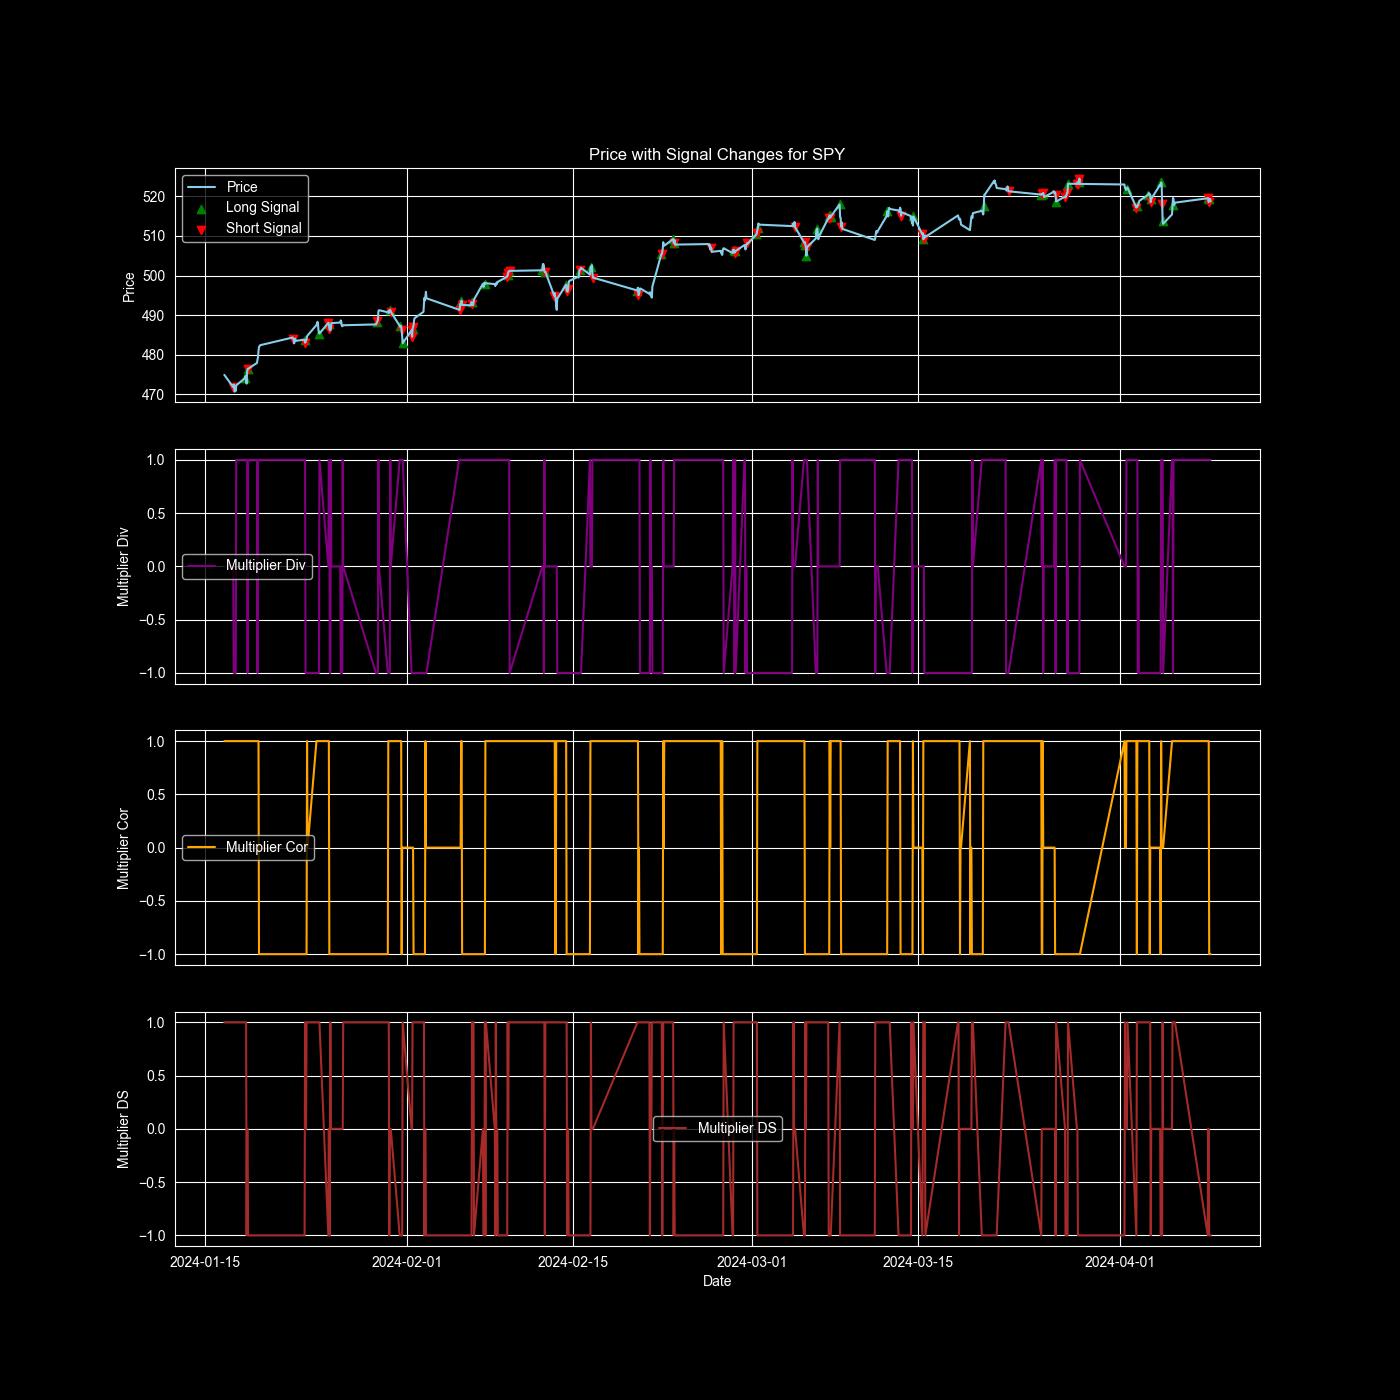 Price with Signal Changes for SPY
Price
Long Signal
Short Signal
520
510
500
490
480
470
Price
1.0
0.5
0.0
−0.5
−1.0
Multiplier Div
Multiplier Div
1.0
0.5
0.0
−0.5
−1.0
Multiplier Cor
Multiplier Cor
1.0
0.5
0.0
−0.5
−1.0
Multiplier DS
Multiplier DS
2024-01-15 2024-02-01 2024-02-15 2024-03-01 2024-03-15 2024-04-01
Date